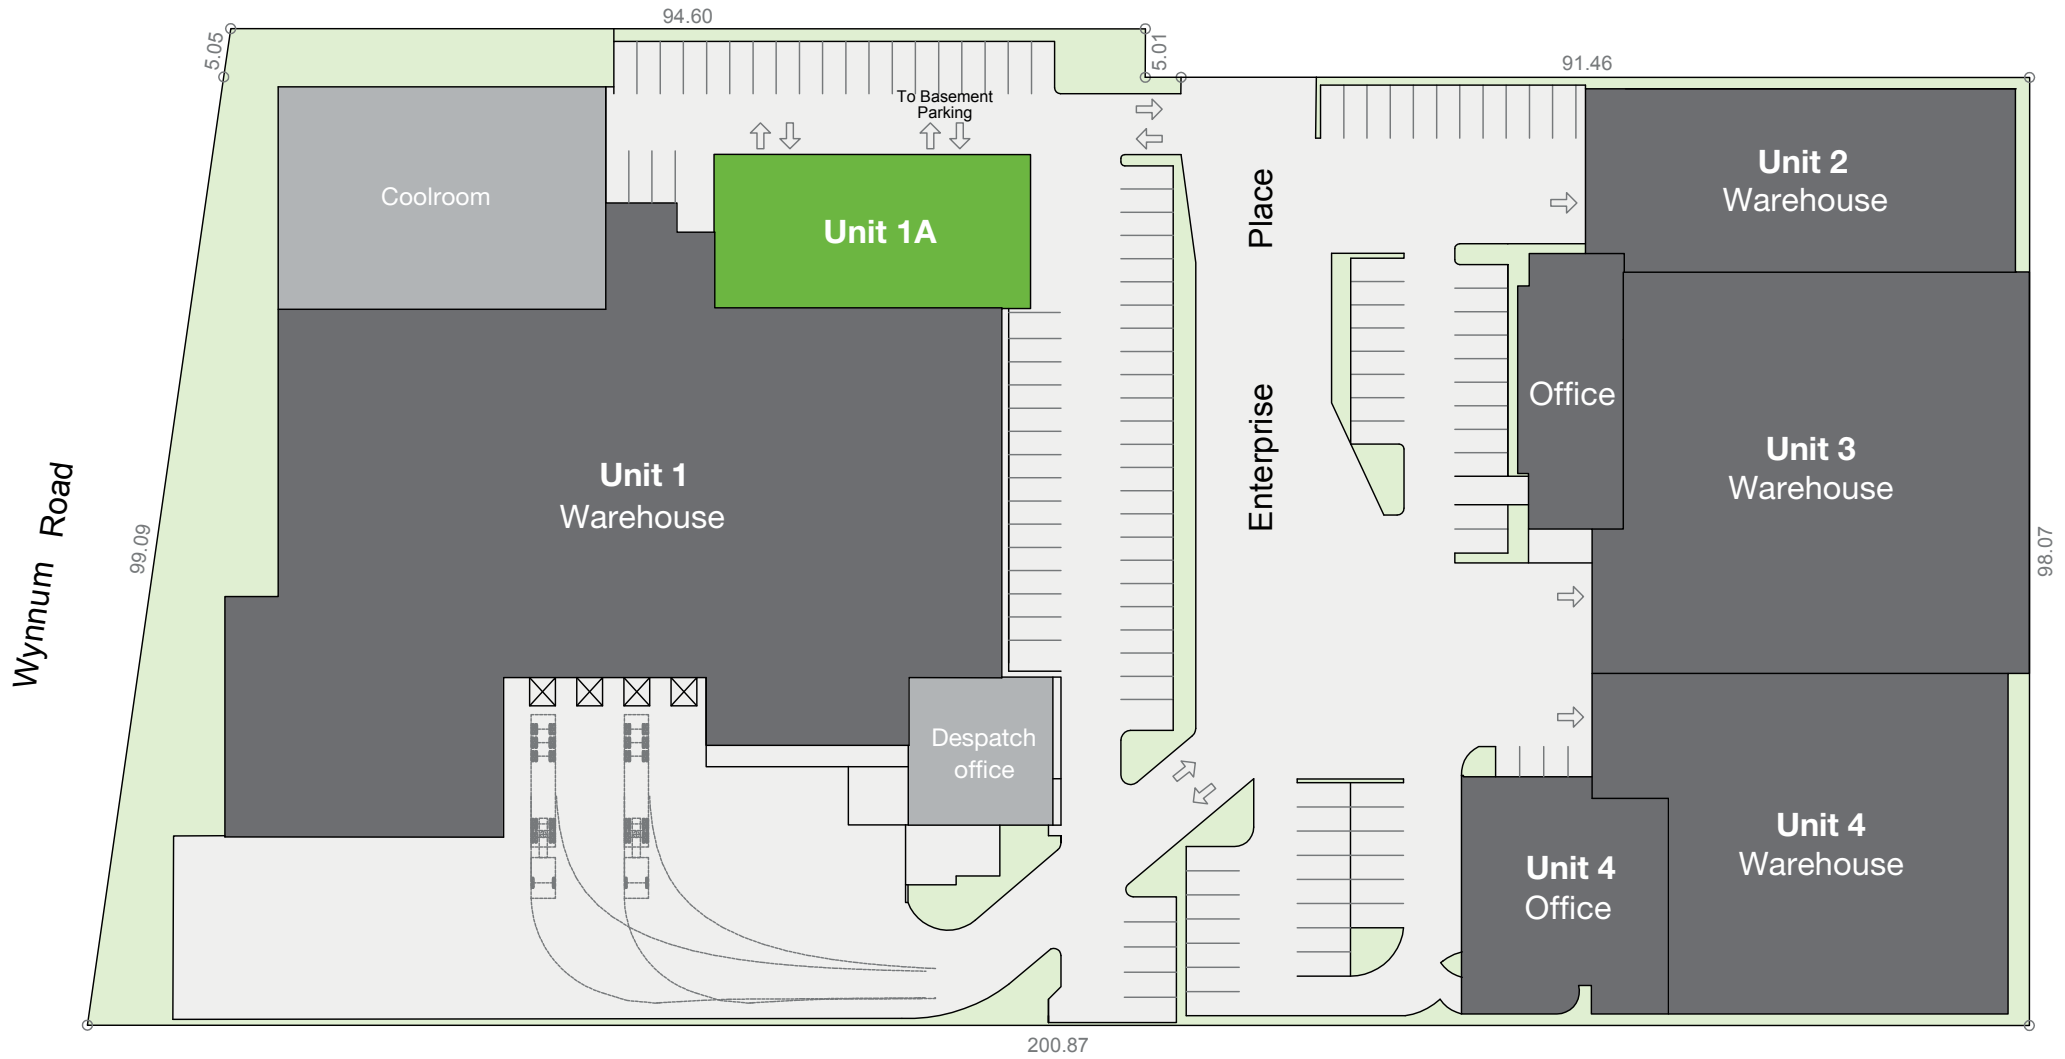 94.60
5.05
5.01
91.46
To Basement
Parking
Coolroom
Unit 1A
Place
Unit 2
Warehouse
Enterprise
Office
Unit 1
Warehouse
Unit 3
Warehouse
Wynnum Road
99.09
98.07
Despatch
office
Unit 4
Warehouse
Unit 4
Office
200.87